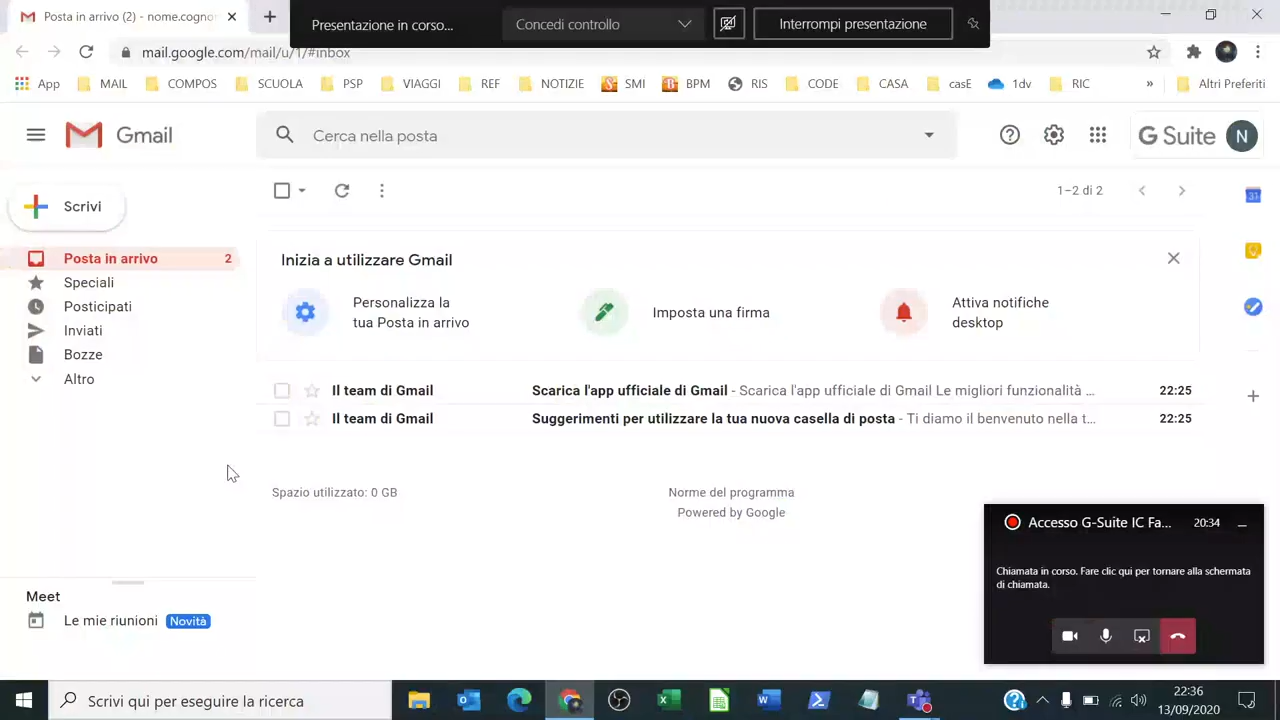 Posta in arrivo (2) - nome.cogno
Presentazione in corso...
Concedi controllo
Interrompi presentazione
mail.google.com/mail/u/1/#inbox
App MAIL COMPOS SCUOLA PSP VIAGGI REF NOTIZIE SMI BPM RIS CODE CASA casE 1dv RIC » Altri Preferiti
Gmail
Cerca nella posta
G Suite N
Scrivi
1–2 di 2
31
Posta in arrivo 2
Speciali
Posticipati
Inviati
Bozze
Altro
Inizia a utilizzare Gmail
Personalizza la
tua Posta in arrivo
Imposta una firma
Attiva notifiche
desktop
Il team di Gmail Scarica l'app ufficiale di Gmail - Scarica l'app ufficiale di Gmail Le migliori funzionalità ... 22:25
Il team di Gmail Suggerimenti per utilizzare la tua nuova casella di posta - Ti diamo il benvenuto nella t... 22:25
Spazio utilizzato: 0 GB
Norme del programma
Powered by Google
Accesso G-Suite IC Fa... 20:34
Chiamata in corso. Fare clic qui per tornare alla schermata
di chiamata.
Meet
Le mie riunioni Novità
Scrivi qui per eseguire la ricerca
22:36
13/09/2020